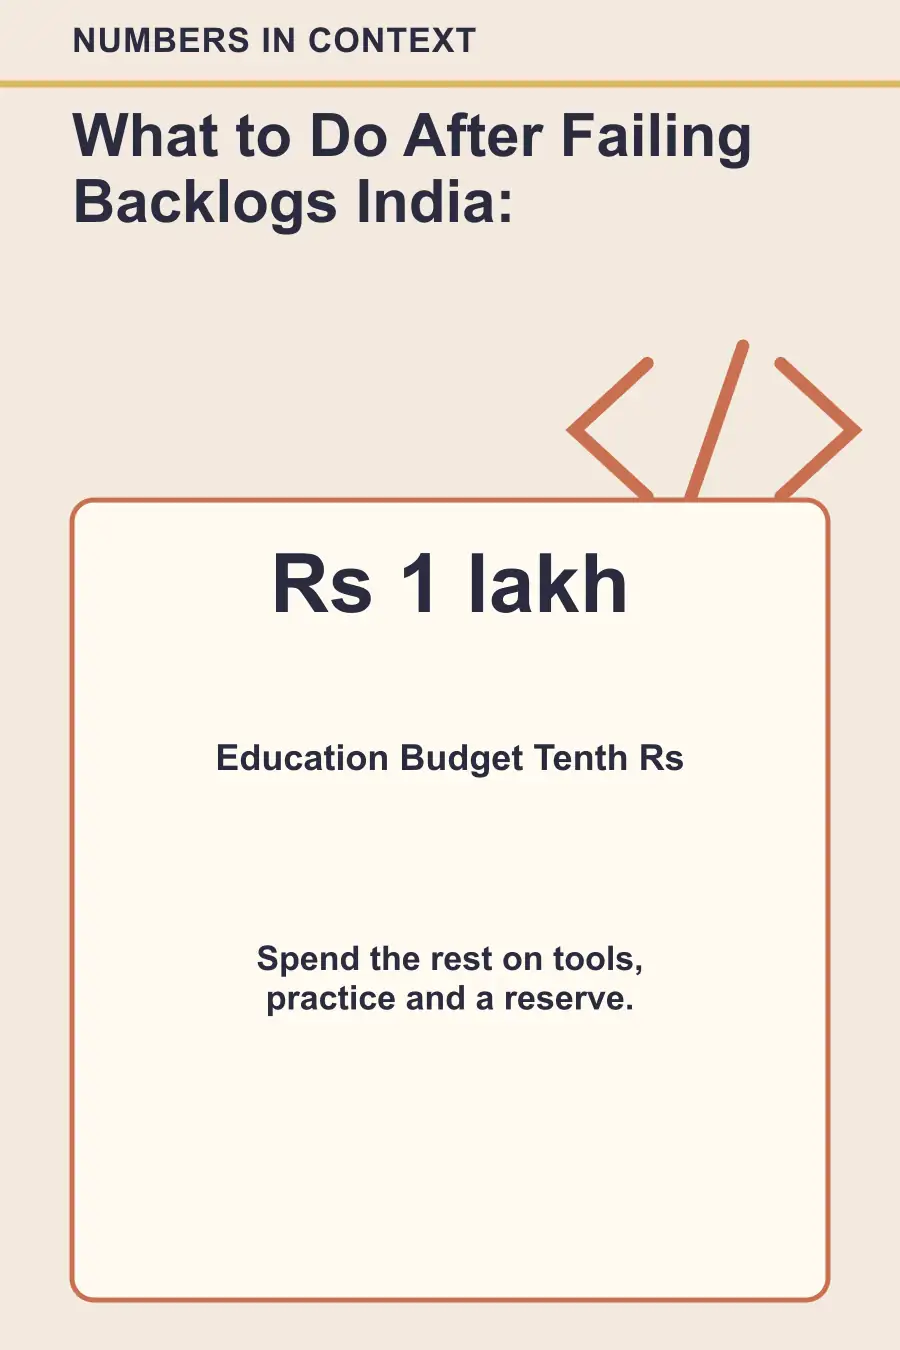 NUMBERS IN CONTEXT
What to Do After Failing
Backlogs India:
Rs 1 lakh
Education Budget Tenth Rs
Spend the rest on tools,
practice and a reserve.